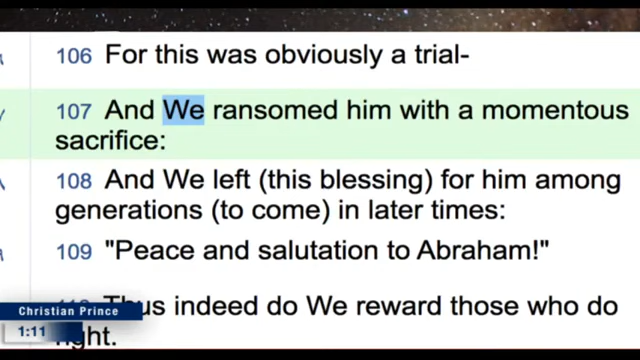 106 For this was obviously a trial-
107 And We ransomed him with a momentous
sacrifice:
108 And We left (this blessing) for him among
generations (to come) in later times:
109 "Peace and salutation to Abraham!"
Thus indeed do We reward those who do
right.
Christian Prince
1:11